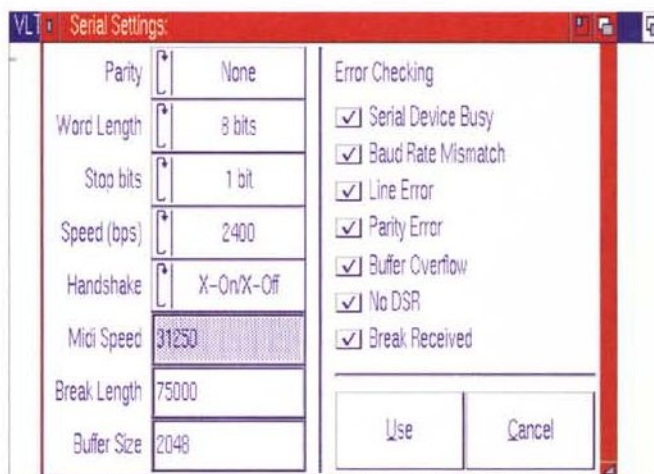 VLT Serial Settings:
Parity None
Word Length 8 bits
Stop bits 1 bit
Speed (bps) 2400
Handshake X-On/X-Off
Midi Speed 31250
Break Length 75000
Buffer Size 2048
Error Checking
Serial Device Busy
Baud Rate Mismatch
Line Error
Parity Error
Buffer Overflow
No DSR
Break Received
Use Cancel